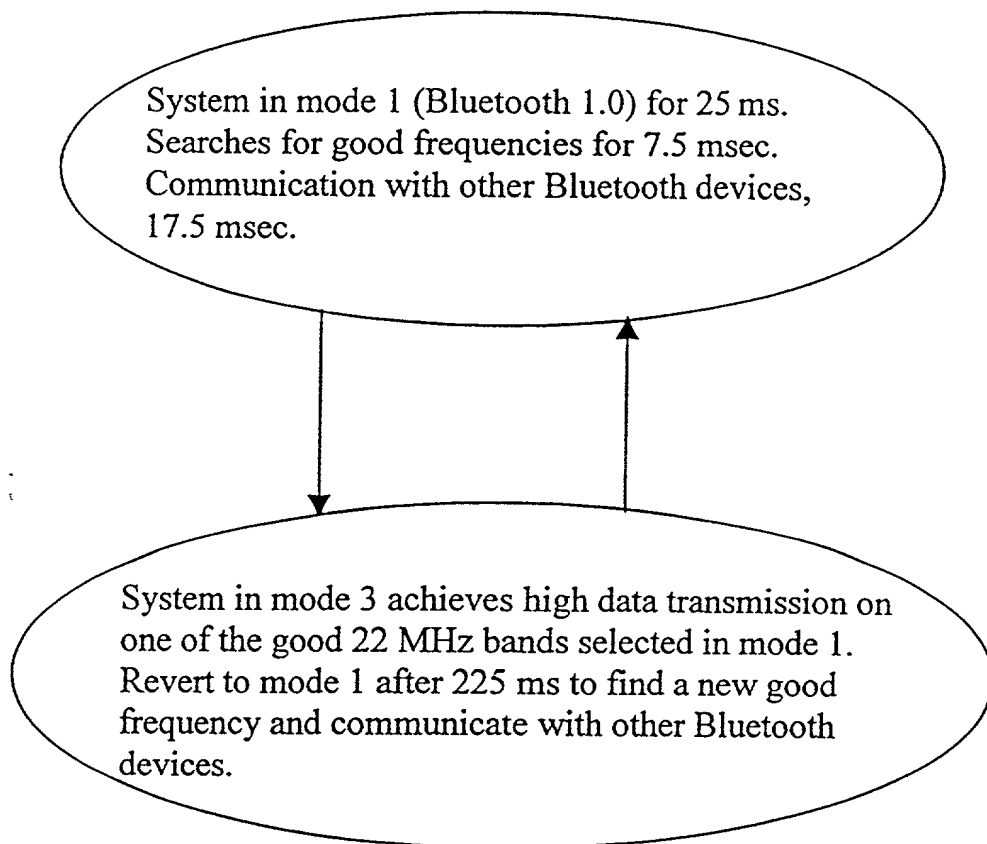 System in mode 1 (Bluetooth 1.0) for 25 ms.
Searches for good frequencies for 7.5 msec.
Communication with other Bluetooth devices,
17.5 msec.
System in mode 3 achieves high data transmission on
one of the good 22 MHz bands selected in mode 1.
Revert to mode 1 after 225 ms to find a new good
frequency and communicate with other Bluetooth
devices.